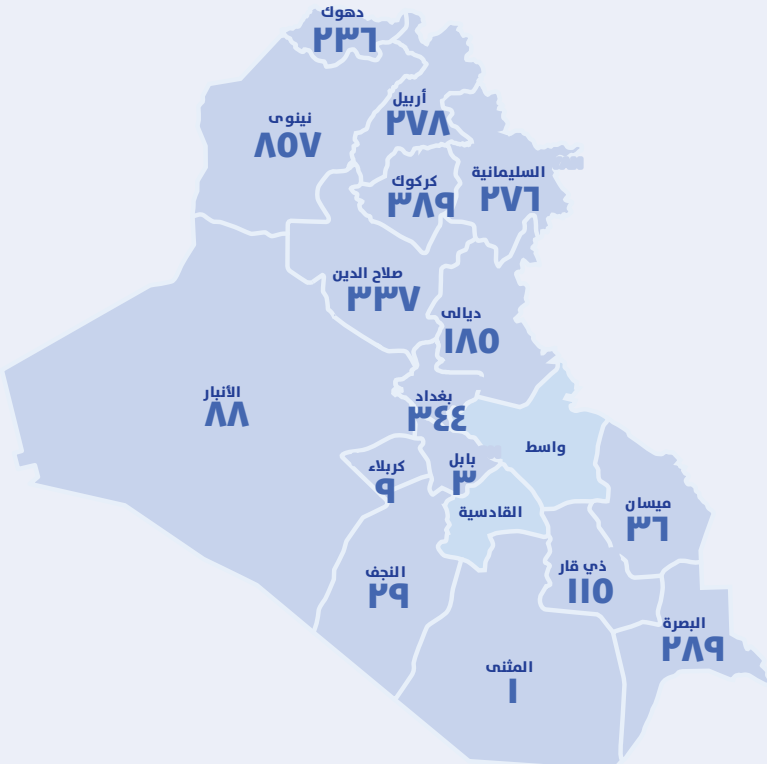 دهوك
٢٣٦
أربيل
٢٧٨
نينوى
٨٥٧
السليمانية
٢٧٦
كركوك
٣٨٩
صلاح الدين
٣٣٧
ديالى
١٨٥
الأنبار
٨٨
بغداد
٣٤٤
واسط
بابل
٣
كربلاء
٩
ميسان
٣٦
القادسية
النجف
٢٩
ذي قار
١١٥
البصرة
٢٨٩
المثنى
١